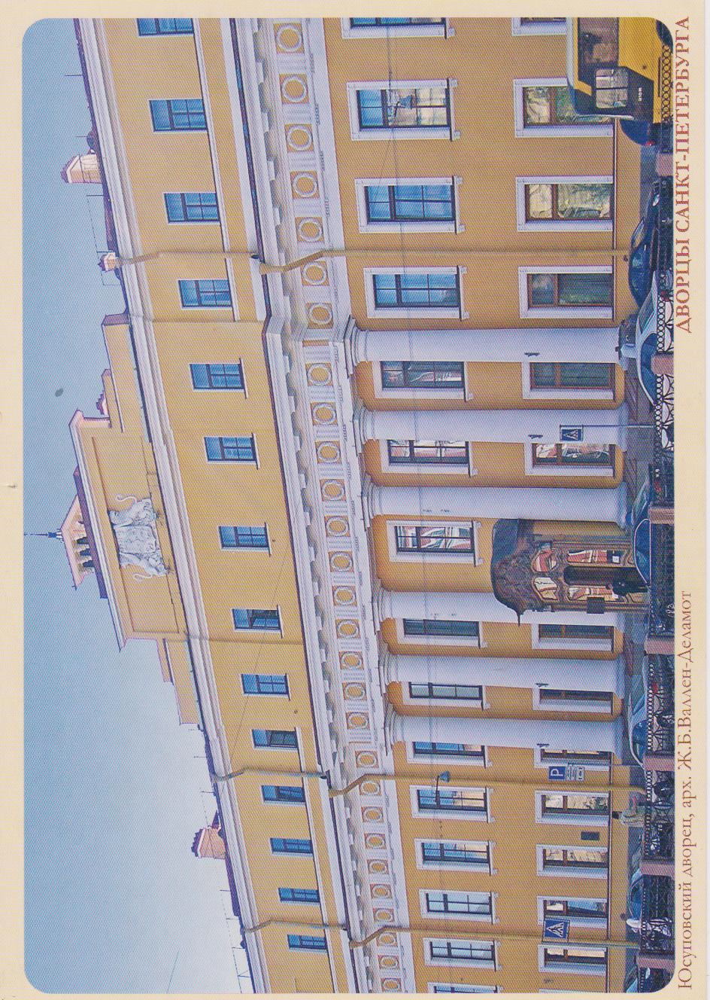 Юсуповский дворец, арх. Ж.Б.Валлен-Деламот
ДВОРЦЫ САНКТ-ПЕТЕРБУРГА
P